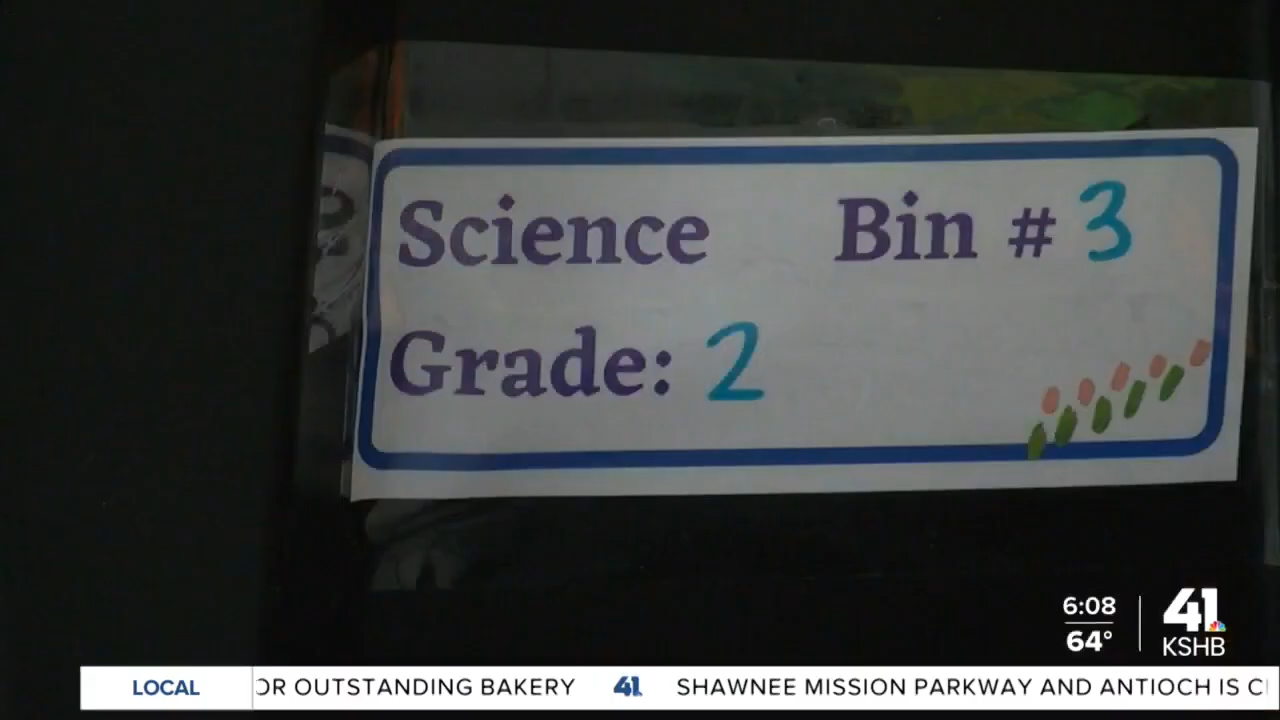 Science Bin # 3
Grade: 2
6:08
64°
41
KSHB
LOCAL OR OUTSTANDING BAKERY 41 SHAWNEE MISSION PARKWAY AND ANTIOCH IS